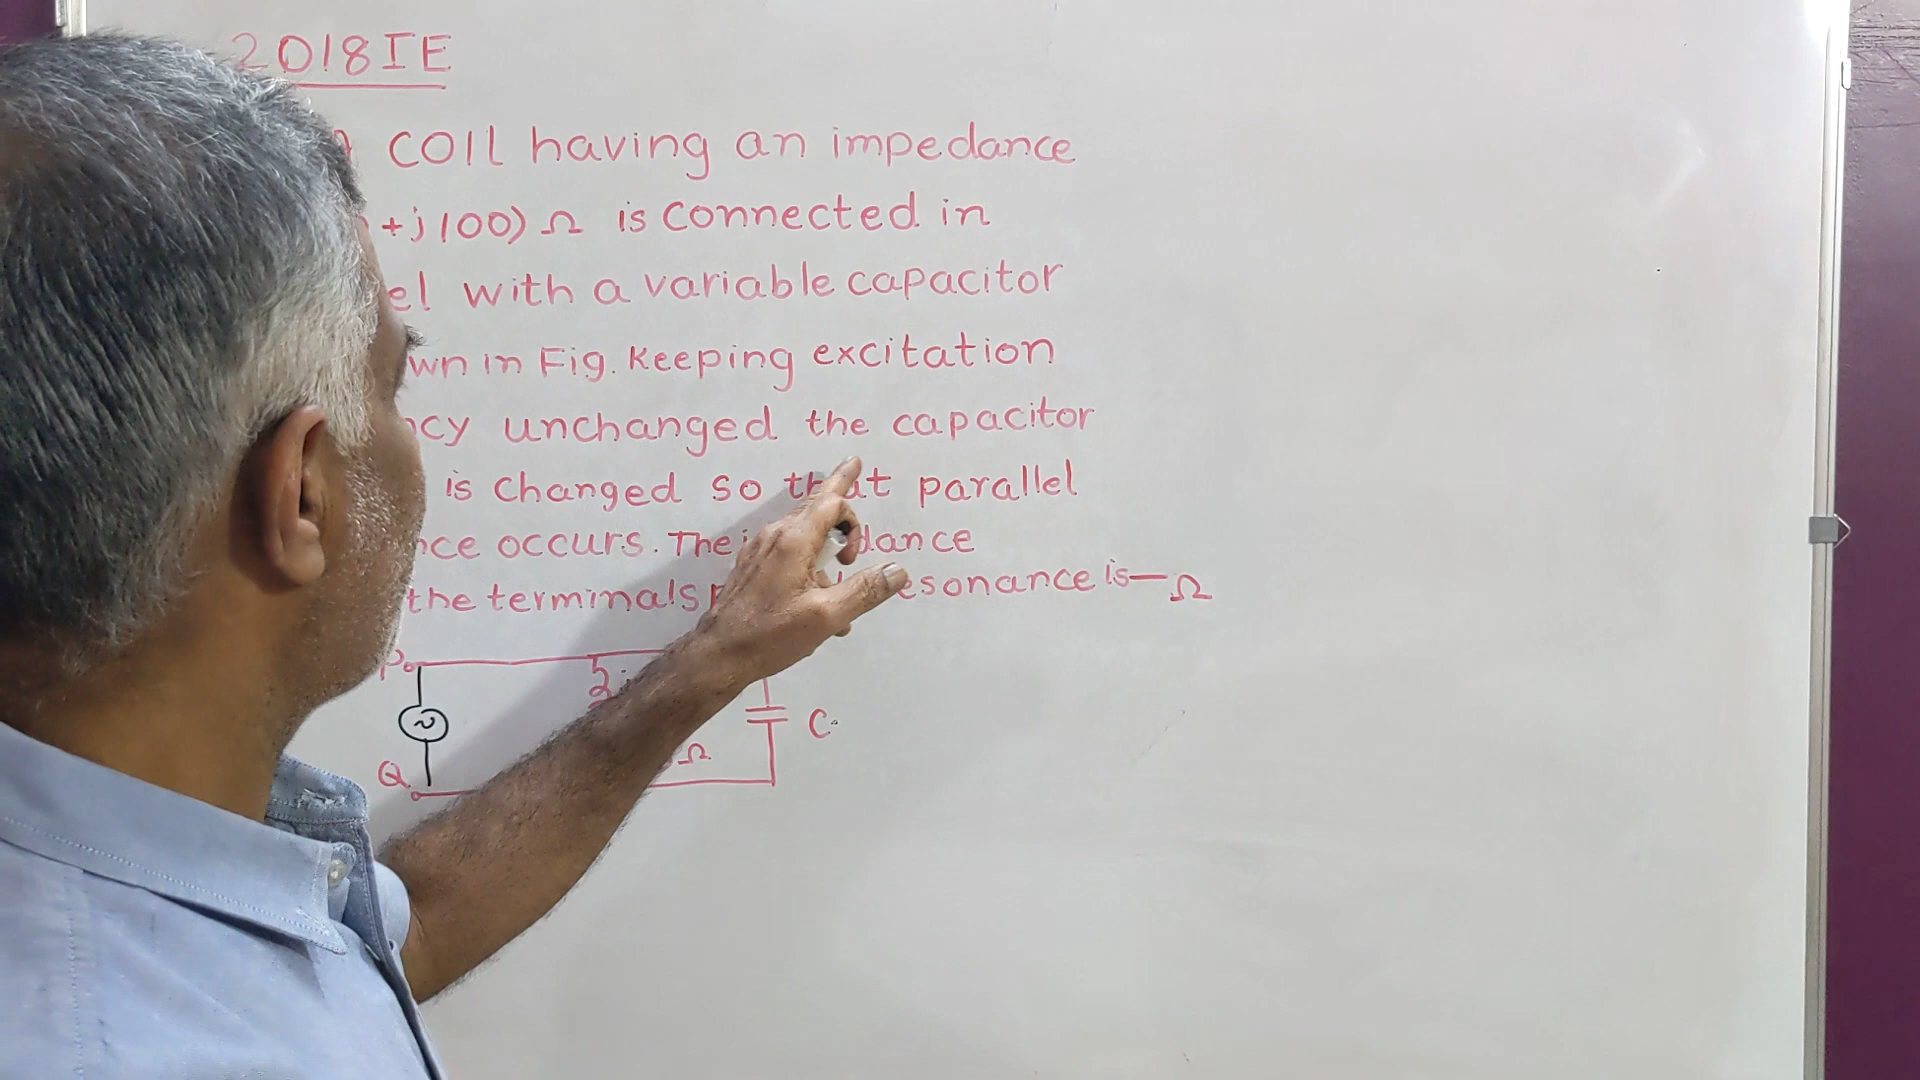 2018IE
COIL having an impedance
+j100) Ω is connected in
el with a variable capacitor
wn in Fig. Keeping excitation
cy unchanged the capacitor
is changed so that parallel
nce occurs. The dance
the terminals esonance is — Ω
P
C
Ω
Q